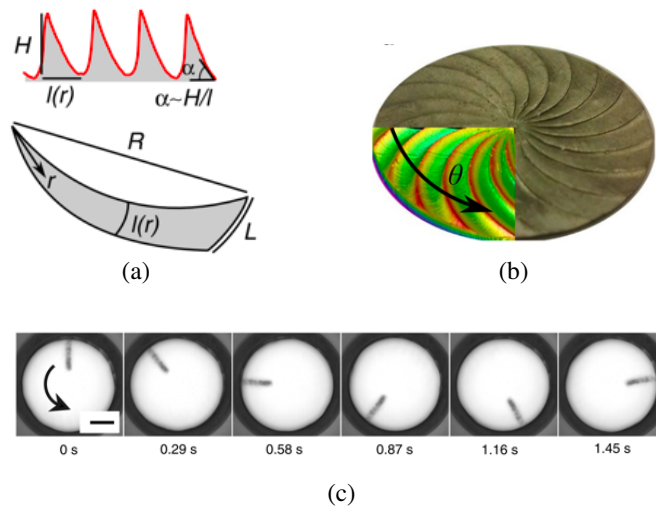 H
l(r)
α
α~H/l
R
r
l(r)
L
(a)
θ
(b)
0 s
0.29 s
0.58 s
0.87 s
1.16 s
1.45 s
(c)